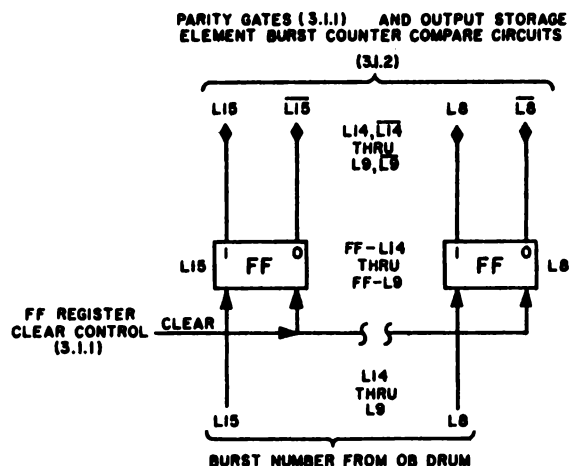 PARITY GATES (3.1.1) AND OUTPUT STORAGE
ELEMENT BURST COUNTER COMPARE CIRCUITS
(3.1.2)
L15 L̅1̅5̅ L8 L̅8̅
L14, L̅1̅4̅
THRU
L9, L̅9̅
1 0
L15 FF
FF-L14
THRU
FF-L9
1 0
FF L8
FF REGISTER
CLEAR CONTROL
(3.1.1)
CLEAR
L14
THRU
L9
L15 L8
BURST NUMBER FROM OB DRUM